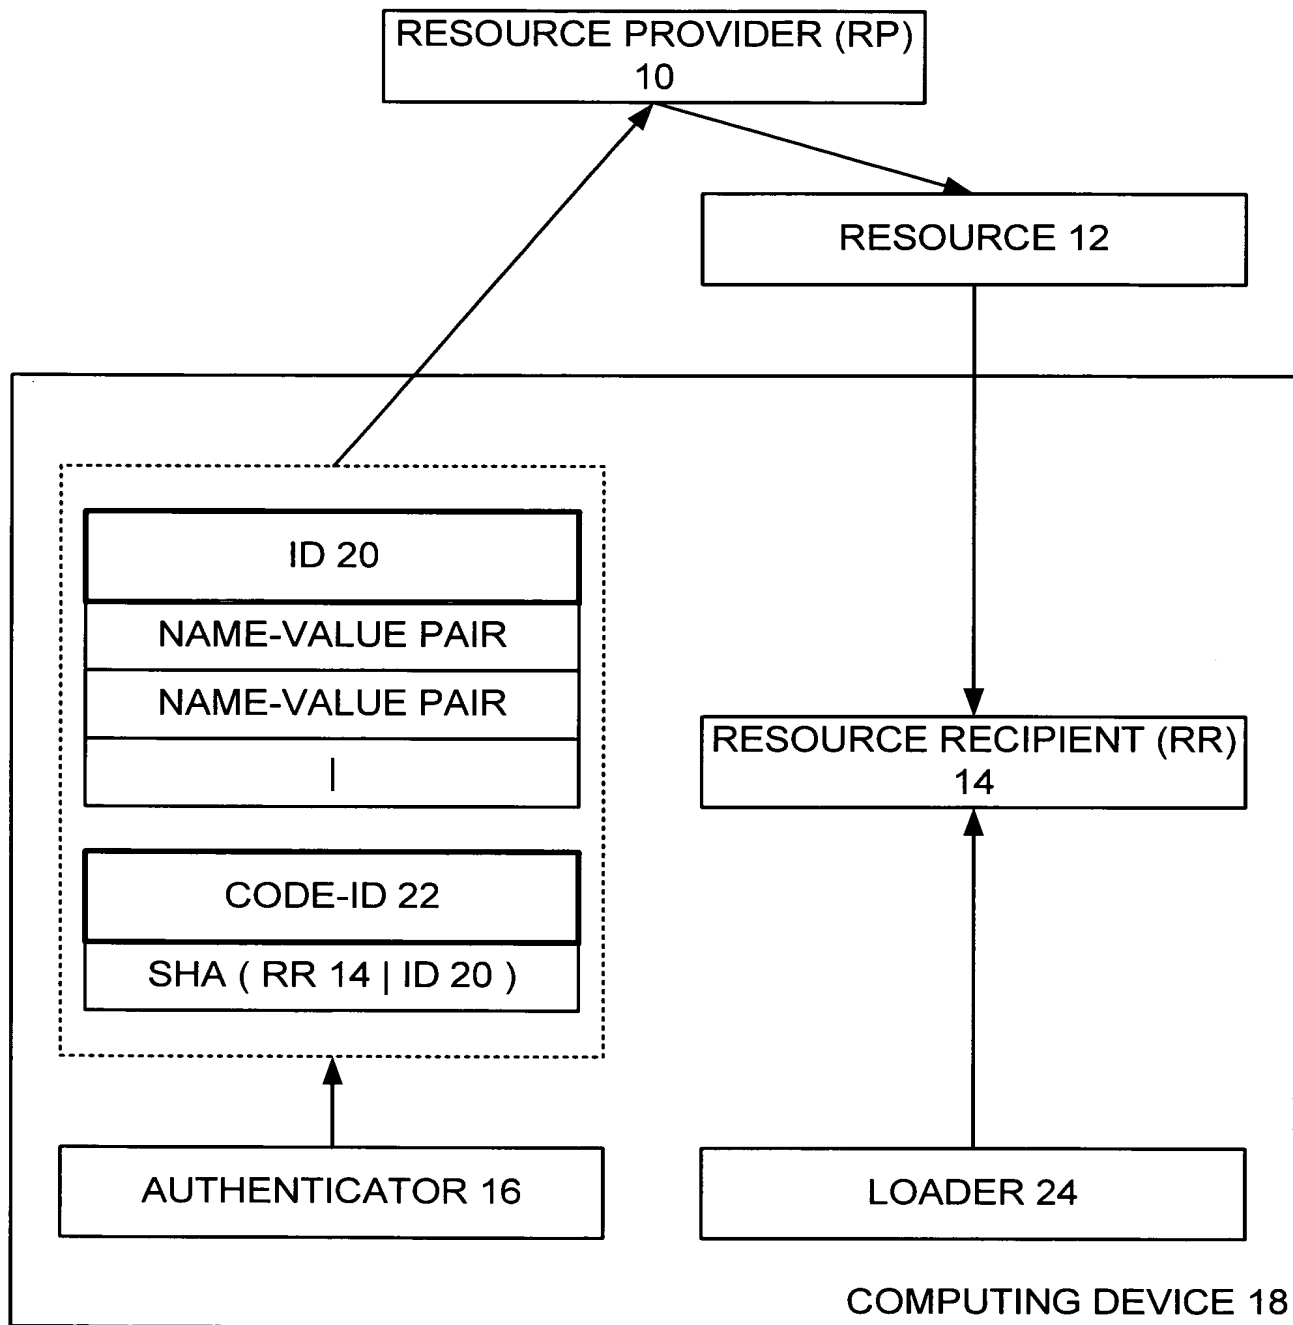 RESOURCE PROVIDER (RP)
10
RESOURCE 12
ID 20
NAME-VALUE PAIR
NAME-VALUE PAIR
|
RESOURCE RECIPIENT (RR)
14
CODE-ID 22
SHA ( RR 14 | ID 20 )
AUTHENTICATOR 16
LOADER 24
COMPUTING DEVICE 18